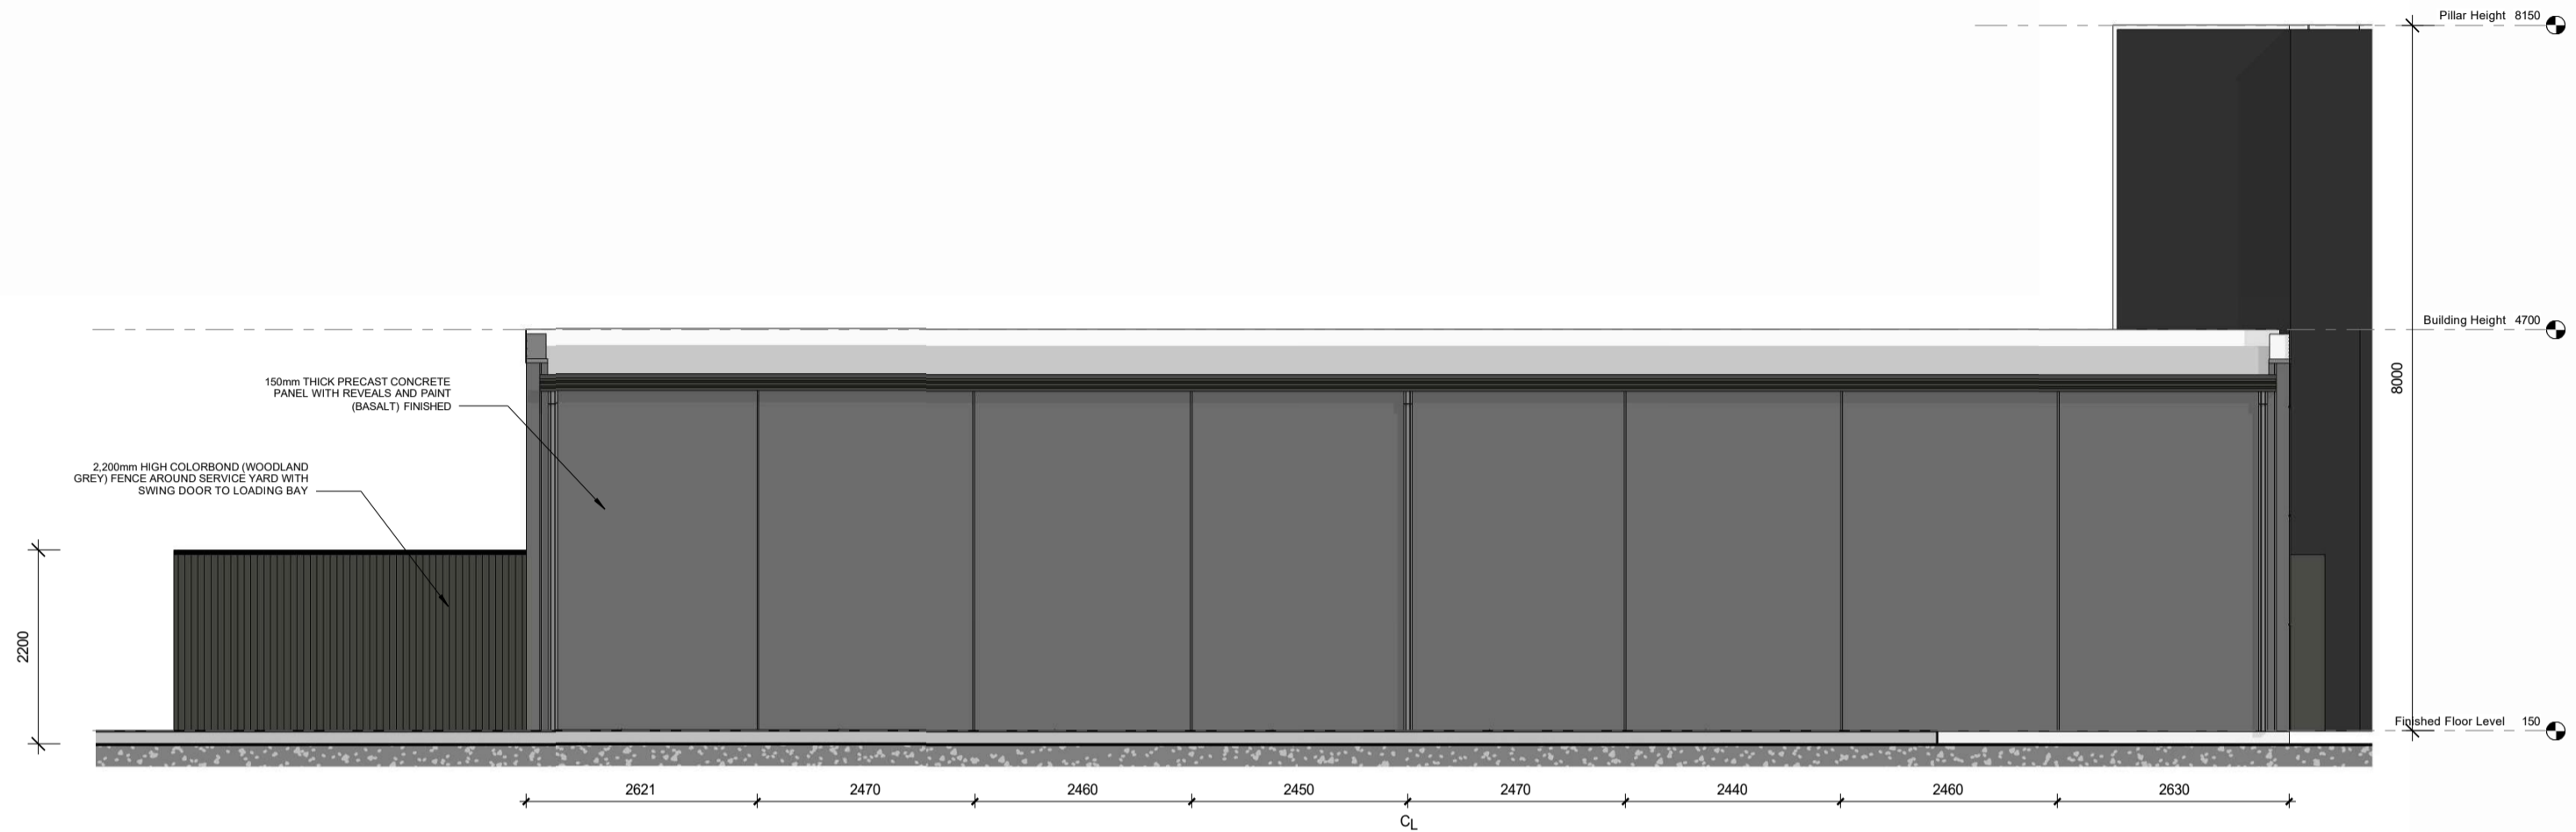 Pillar Height 8150
Building Height 4700
150mm THICK PRECAST CONCRETE
PANEL WITH REVEALS AND PAINT
(BASALT) FINISHED
8000
2,200mm HIGH COLORBOND (WOODLAND
GREY) FENCE AROUND SERVICE YARD WITH
SWING DOOR TO LOADING BAY
2200
Finished Floor Level 150
2621 2470 2460 2450 2470 2440 2460 2630
CL